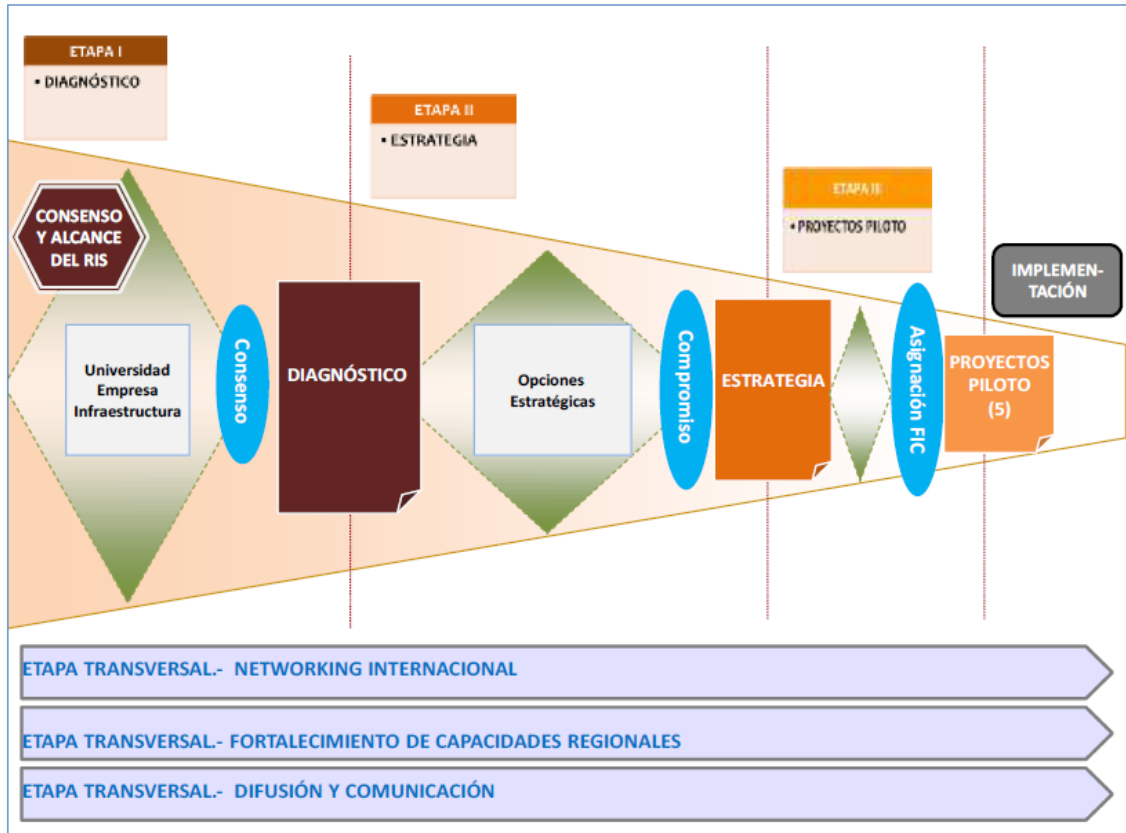 ETAPA I
• DIAGNÓSTICO
ETAPA II
• ESTRATEGIA
ETAPA III
• PROYECTOS PILOTO
CONSENSO
Y ALCANCE
DEL RIS
Universidad
Empresa
Infraestructura
Consenso
DIAGNÓSTICO
Opciones
Estratégicas
Compromiso
ESTRATEGIA
Asignación FIC
PROYECTOS
PILOTO
(5)
IMPLEMEN-
TACIÓN
ETAPA TRANSVERSAL.- NETWORKING INTERNACIONAL
ETAPA TRANSVERSAL.- FORTALECIMIENTO DE CAPACIDADES REGIONALES
ETAPA TRANSVERSAL.- DIFUSIÓN Y COMUNICACIÓN